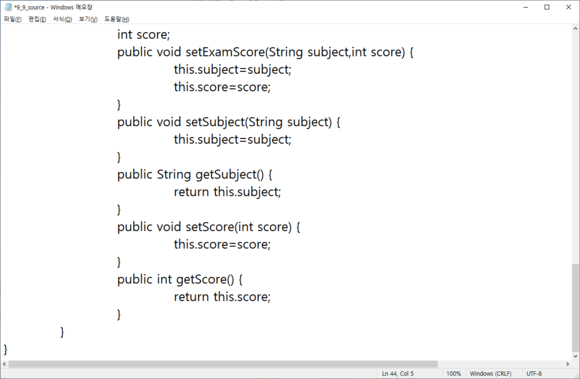 *9_9_source - Windows 메모장
파일(F) 편집(E) 서식(O) 보기(V) 도움말(H)
int score;
public void setExamScore(String subject,int score) {
this.subject=subject;
this.score=score;
}
public void setSubject(String subject) {
this.subject=subject;
}
public String getSubject() {
return this.subject;
}
public void setScore(int score) {
this.score=score;
}
public int getScore() {
return this.score;
}
}
}
Ln 44, Col 5 100% Windows (CRLF) UTF-8